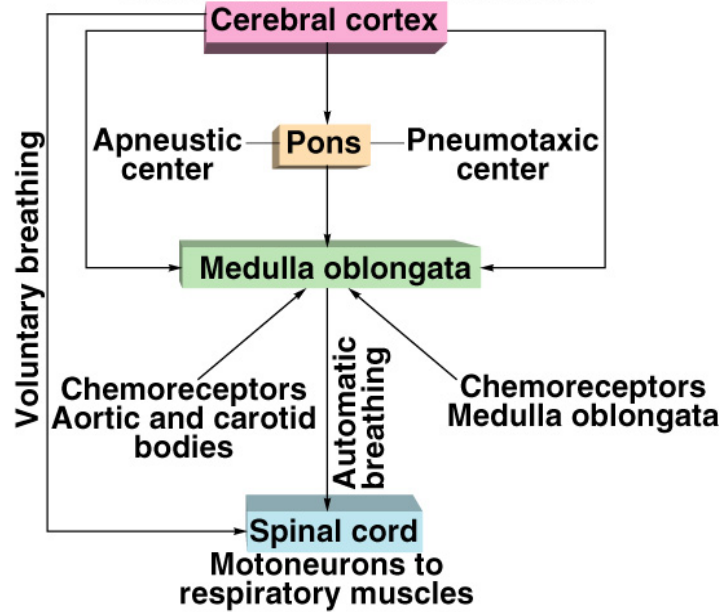 Cerebral cortex
Apneustic
center
Pons
Pneumotaxic
center
Voluntary breathing
Medulla oblongata
Chemoreceptors
Aortic and carotid
bodies
Automatic
breathing
Chemoreceptors
Medulla oblongata
Spinal cord
Motoneurons to
respiratory muscles